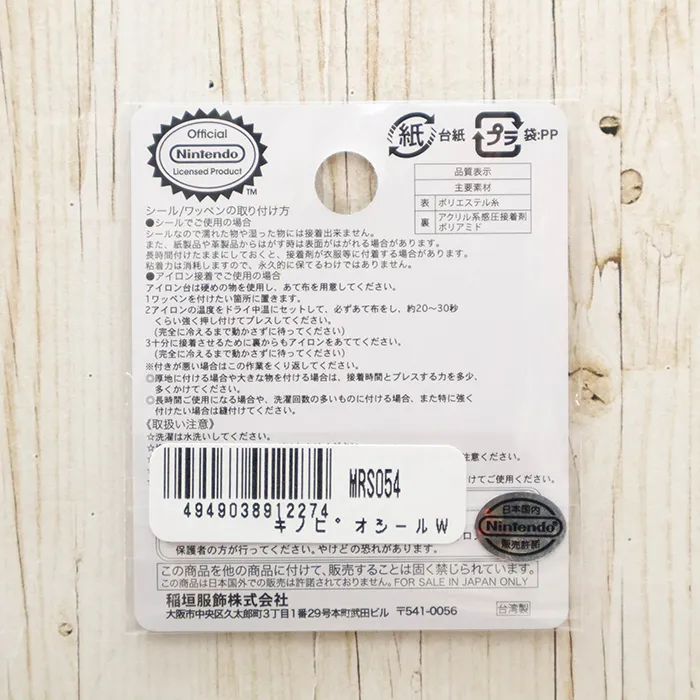 Official
Nintendo
Licensed Product
TM
紙 台紙
プラ 袋:PP
品質表示
主要素材
表 ポリエステル糸
裏 アクリル系感圧接着剤
ポリアミド
シール/ワッペンの取り付け方
●シールでご使用の場合
シールなので濡れた物や湿った物には接着出来ません。
また、紙製品や革製品からはがす時は表面がはがれる場合があります。
長時間付けたままにしておくと、接着剤が衣服等に付着する場合があります。
粘着力は消耗しますので、永久的に保てるわけではありません。
●アイロン接着でご使用の場合
アイロン台は硬めの物を使用し、あて布を用意してください。
1ワッペンを付けたい箇所に置きます。
2アイロンの温度をドライ中温にセットして、必ずあて布をし、約20～30秒
くらい強く押し付けてプレスしてください。
(完全に冷えるまで動かさずに待ってください)
3十分に接着させるために裏からもアイロンをあててください。
(完全に冷えるまで動かさずに待ってください)
※付きが悪い場合はこの作業をくり返してください。
◎厚地に付ける場合や大きな物を付ける場合は、接着時間とプレスする力を多少、
多くかけてください。
◎長時間ご使用になる場合や、洗濯回数の多いものに付ける場合、また特に強く
付けたい場合は縫付けてください。
《取扱い注意》
☆洗濯は水洗いしてください。
注意ください。
けてご使用ください。
MRS054
4949038912274
キノピオシールW
日本国内
Nintendo
販売許諾
保護者の方が行ってください。やけどの恐れがあります。
この商品を他の商品に付けて、販売することは固く禁じられています。
この商品は日本国外での販売は許諾されておりません。FOR SALE IN JAPAN ONLY
稲垣服飾株式会社
大阪市中央区久太郎町3丁目1番29号本町武田ビル 〒541-0056
台湾製